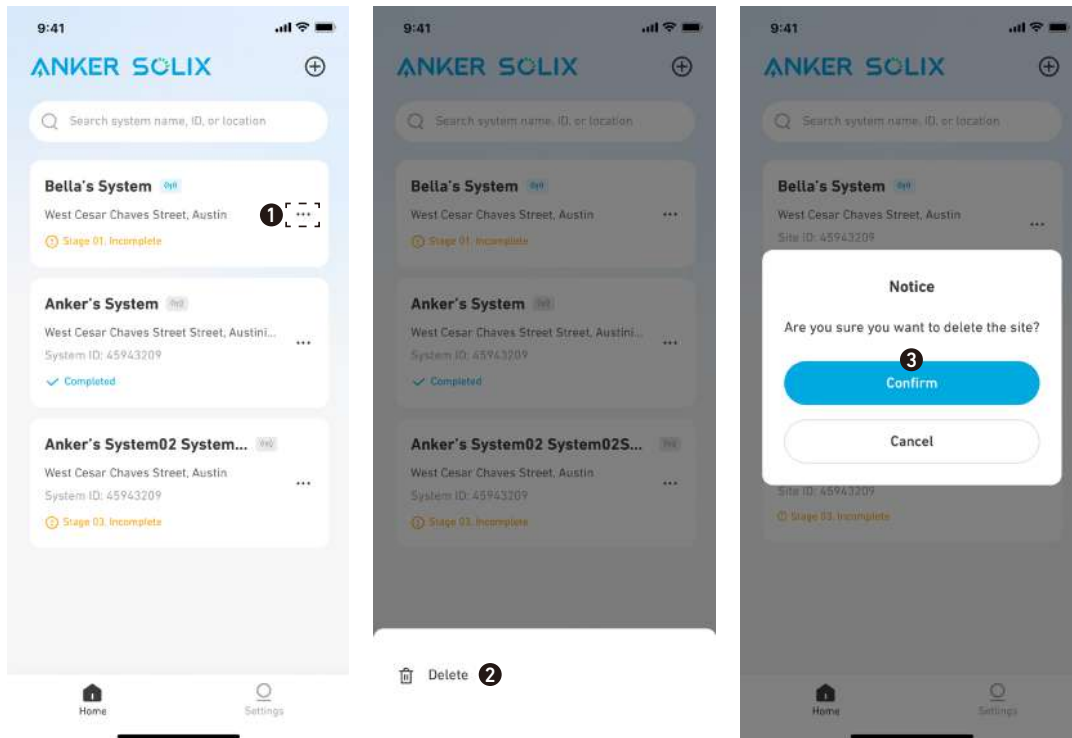 9:41
ANKER SOLIX
Search system name, ID, or location
Bella's System
West Cesar Chaves Street, Austin
1
...
Stage 01. Incomplete
Anker's System
West Cesar Chaves Street Street, Austini...
...
System ID: 45943209
Completed
Anker's System02 System...
West Cesar Chaves Street, Austin
...
System ID: 45943209
Stage 03. Incomplete
Home
Settings
9:41
ANKER SOLIX
Search system name, ID, or location
Bella's System
West Cesar Chaves Street, Austin
...
Stage 01. Incomplete
Anker's System
West Cesar Chaves Street Street, Austini...
...
System ID: 45943209
Completed
Anker's System02 System02S...
West Cesar Chaves Street, Austin
...
System ID: 45943209
Stage 03. Incomplete
Delete 2
9:41
ANKER SOLIX
Search system name, ID, or location
Bella's System
West Cesar Chaves Street, Austin
...
Site ID: 45943209
Notice
Are you sure you want to delete the site?
3
Confirm
Cancel
Site ID: 45943209
Stage 03. Incomplete
Home
Settings